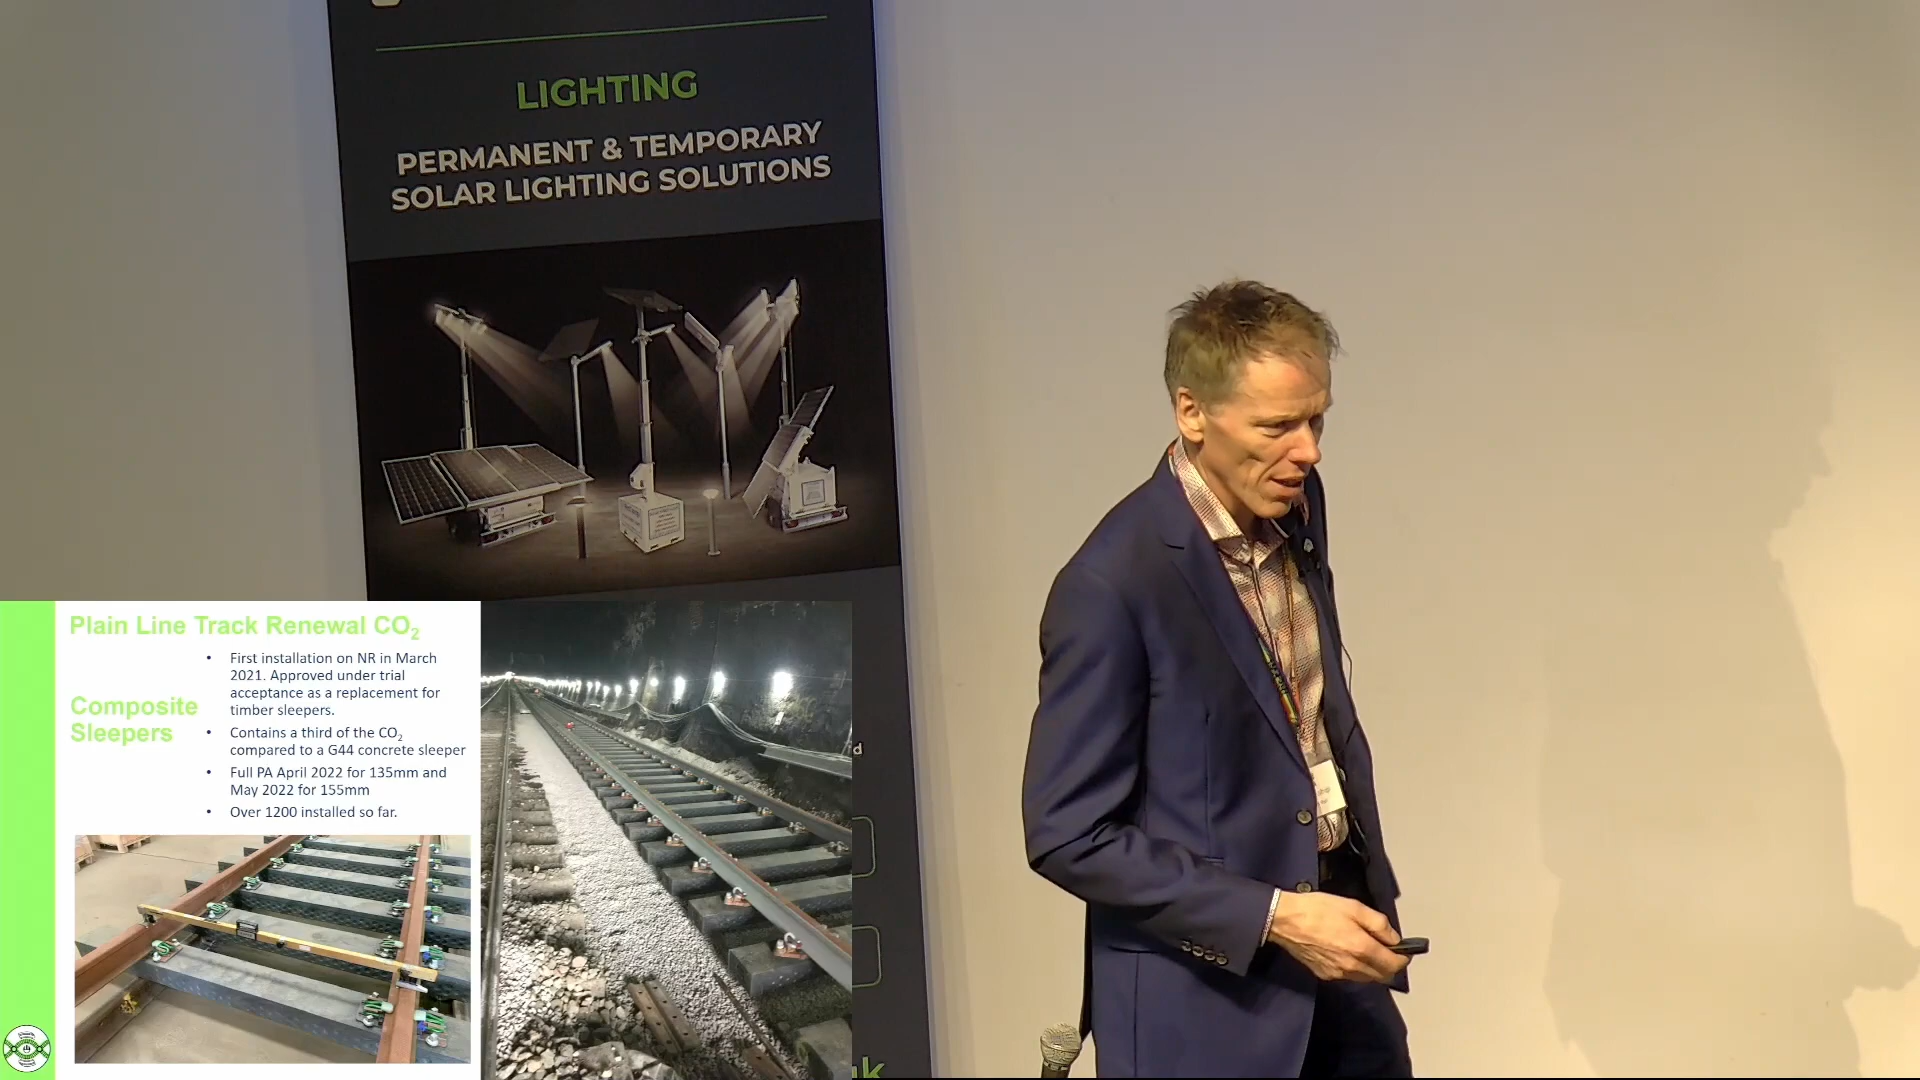 LIGHTING
PERMANENT & TEMPORARY
SOLAR LIGHTING SOLUTIONS
Plain Line Track Renewal CO₂
Composite
Sleepers
• First installation on NR in March
2021. Approved under trial
acceptance as a replacement for
timber sleepers.
• Contains a third of the CO₂
compared to a G44 concrete sleeper
• Full PA April 2022 for 135mm and
May 2022 for 155mm
• Over 1200 installed so far.